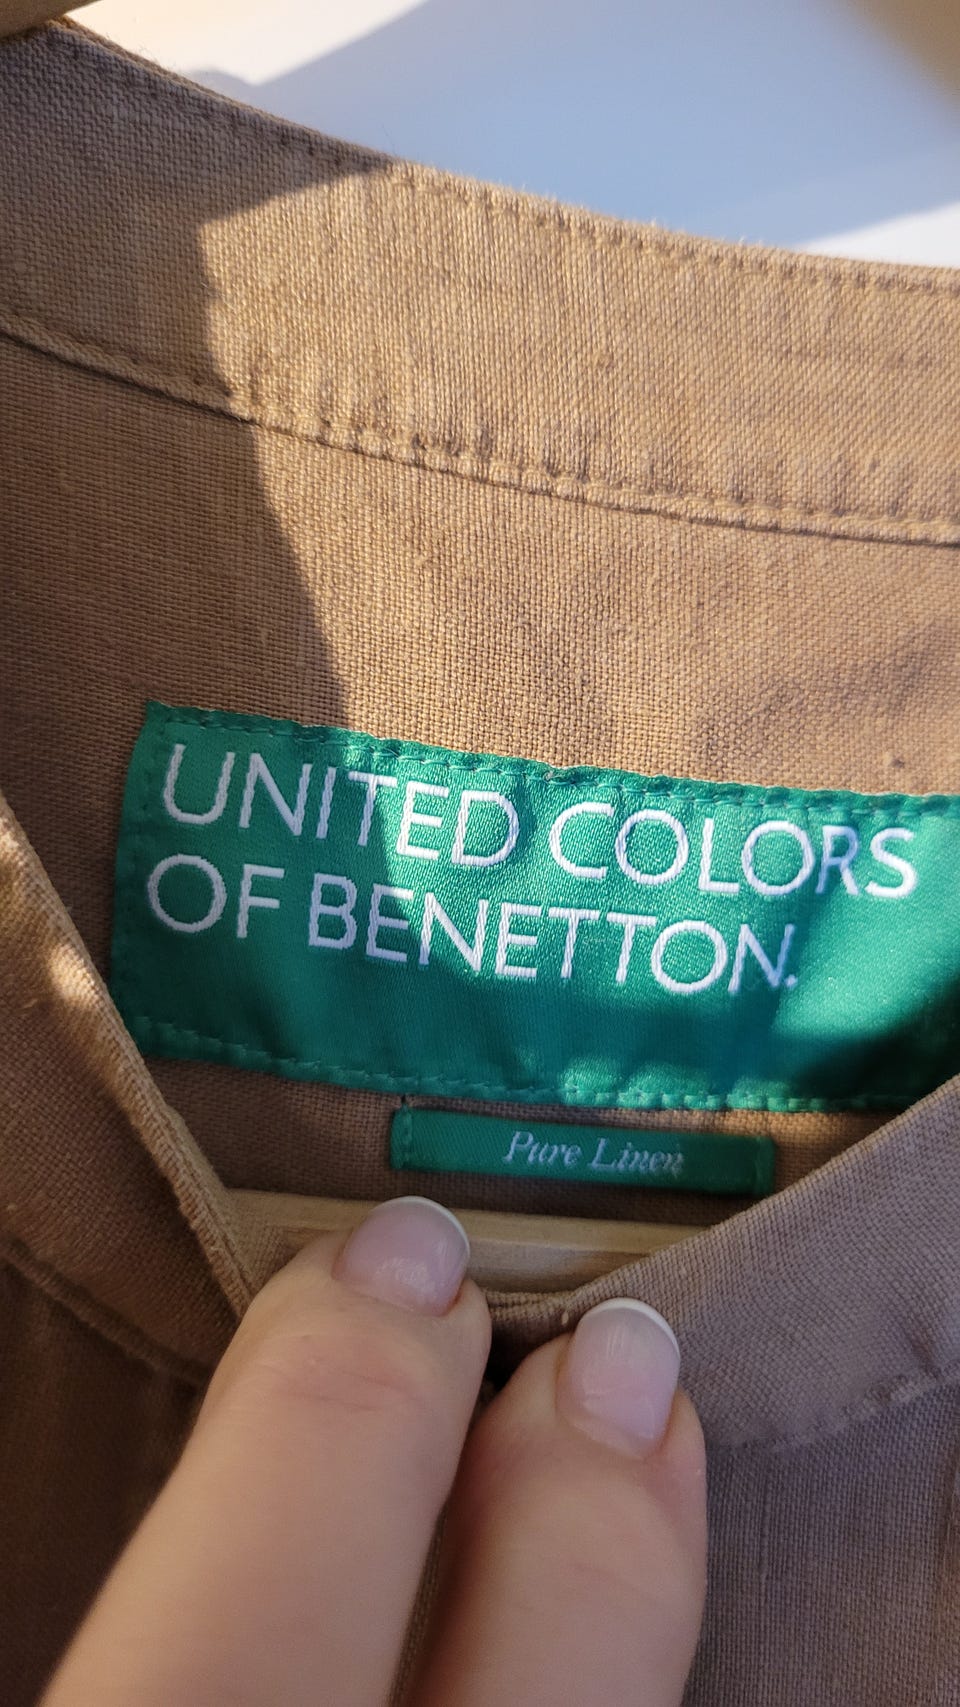 UNITED COLORS
OF BENETTON.
Pure Linen